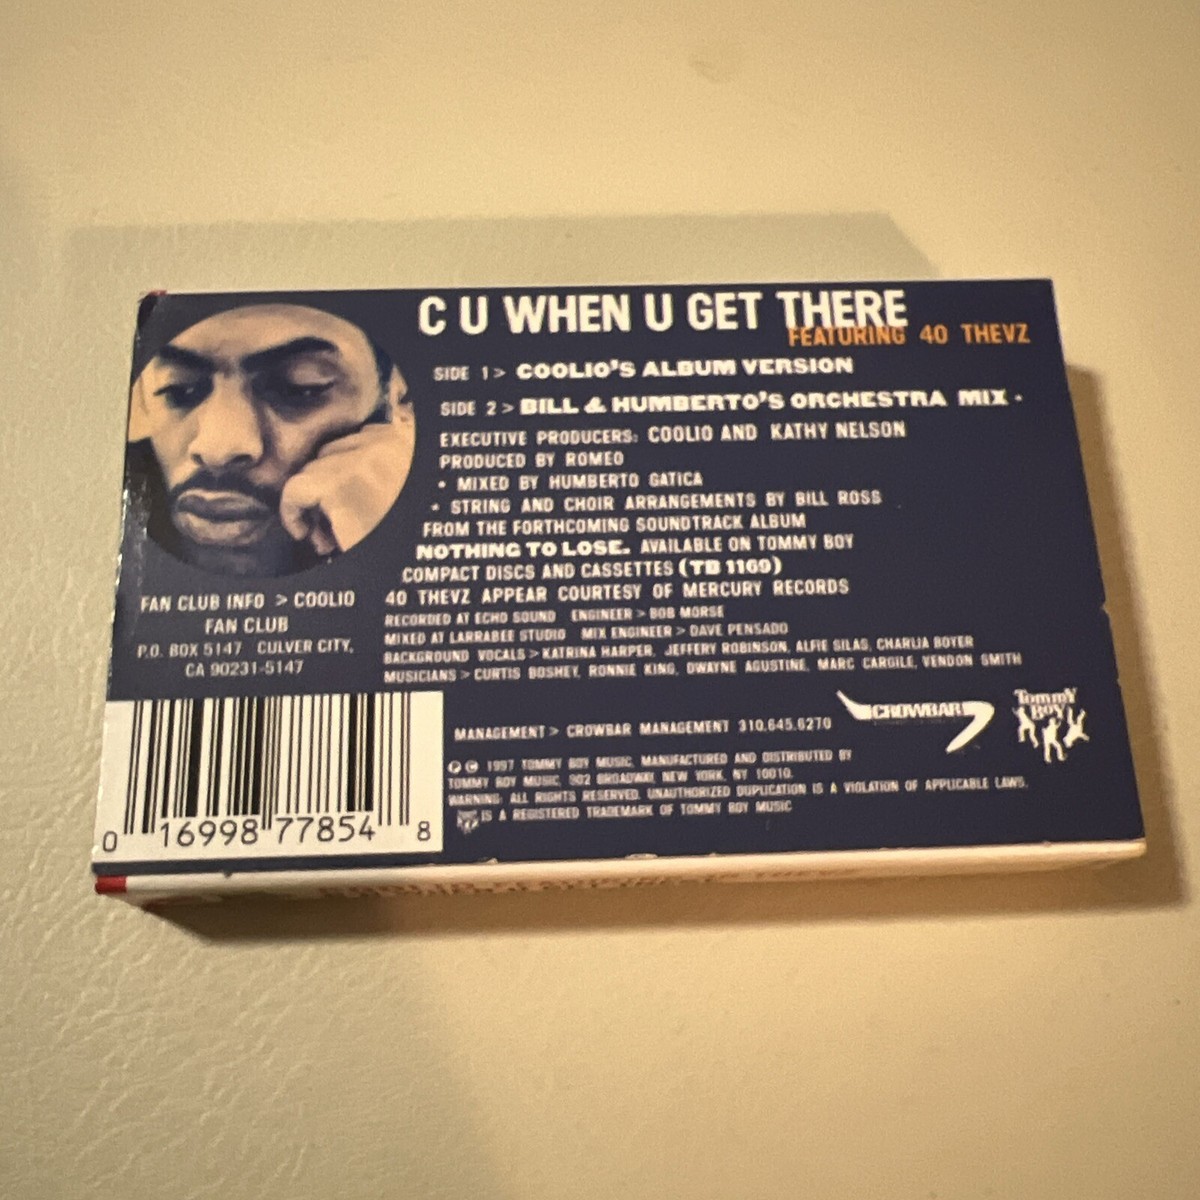 C U WHEN U GET THERE
FEATURING 40 THEVZ
SIDE 1 > COOLIO'S ALBUM VERSION
SIDE 2 > BILL & HUMBERTO'S ORCHESTRA MIX •
EXECUTIVE PRODUCERS: COOLIO AND KATHY NELSON
PRODUCED BY ROMEO
• MIXED BY HUMBERTO GATICA
• STRING AND CHOIR ARRANGEMENTS BY BILL ROSS
FROM THE FORTHCOMING SOUNDTRACK ALBUM
NOTHING TO LOSE. AVAILABLE ON TOMMY BOY
COMPACT DISCS AND CASSETTES (TB 1169)
40 THEVZ APPEAR COURTESY OF MERCURY RECORDS
RECORDED AT ECHO SOUND ENGINEER > BOB MORSE
MIXED AT LARRABEE STUDIO MIX ENGINEER > DAVE PENSADO
BACKGROUND VOCALS > KATRINA HARPER, JEFFERY ROBINSON, ALFIE SILAS, CHARLIA BOYER
MUSICIANS > CURTIS BOSHEY, RONNIE KING, DWAYNE AGUSTINE, MARC CARGILE, VENDON SMITH
FAN CLUB INFO > COOLIO
FAN CLUB
P.O. BOX 5147 CULVER CITY,
CA 90231-5147
MANAGEMENT > CROWBAR MANAGEMENT 310.645.6270
CROWBAR
TOMMY
BOY
℗ © 1997 TOMMY BOY MUSIC, MANUFACTURED AND DISTRIBUTED BY
TOMMY BOY MUSIC, 902 BROADWAY, NEW YORK, NY 10010.
WARNING: ALL RIGHTS RESERVED. UNAUTHORIZED DUPLICATION IS A VIOLATION OF APPLICABLE LAWS.
IS A REGISTERED TRADEMARK OF TOMMY BOY MUSIC
0 16998 77854 8